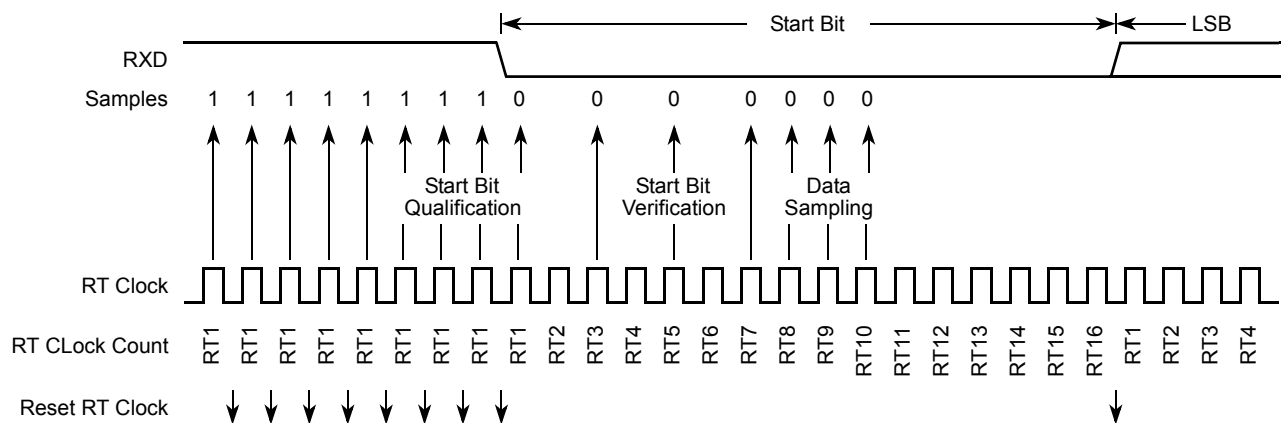 Start Bit LSB
RXD
Samples 1 1 1 1 1 1 1 1 0 0 0 0 0 0 0
Start Bit Qualification Start Bit Verification Data Sampling
RT Clock
RT CLock Count RT1 RT1 RT1 RT1 RT1 RT1 RT1 RT1 RT1 RT2 RT3 RT4 RT5 RT6 RT7 RT8 RT9 RT10 RT11 RT12 RT13 RT14 RT15 RT16 RT1 RT2 RT3 RT4
Reset RT Clock